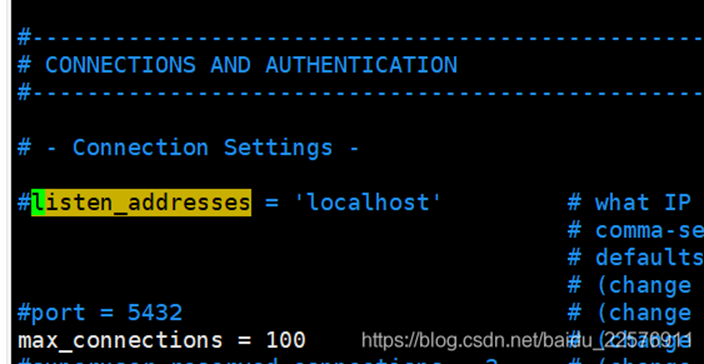 #--------------------------------------------------
# CONNECTIONS AND AUTHENTICATION
#--------------------------------------------------
# - Connection Settings -
#listen_addresses = 'localhost' # what IP
# comma-se
# defaults
# (change
#port = 5432 # (change
max_connections = 100 # (change
https://blog.csdn.net/baidu_22576911